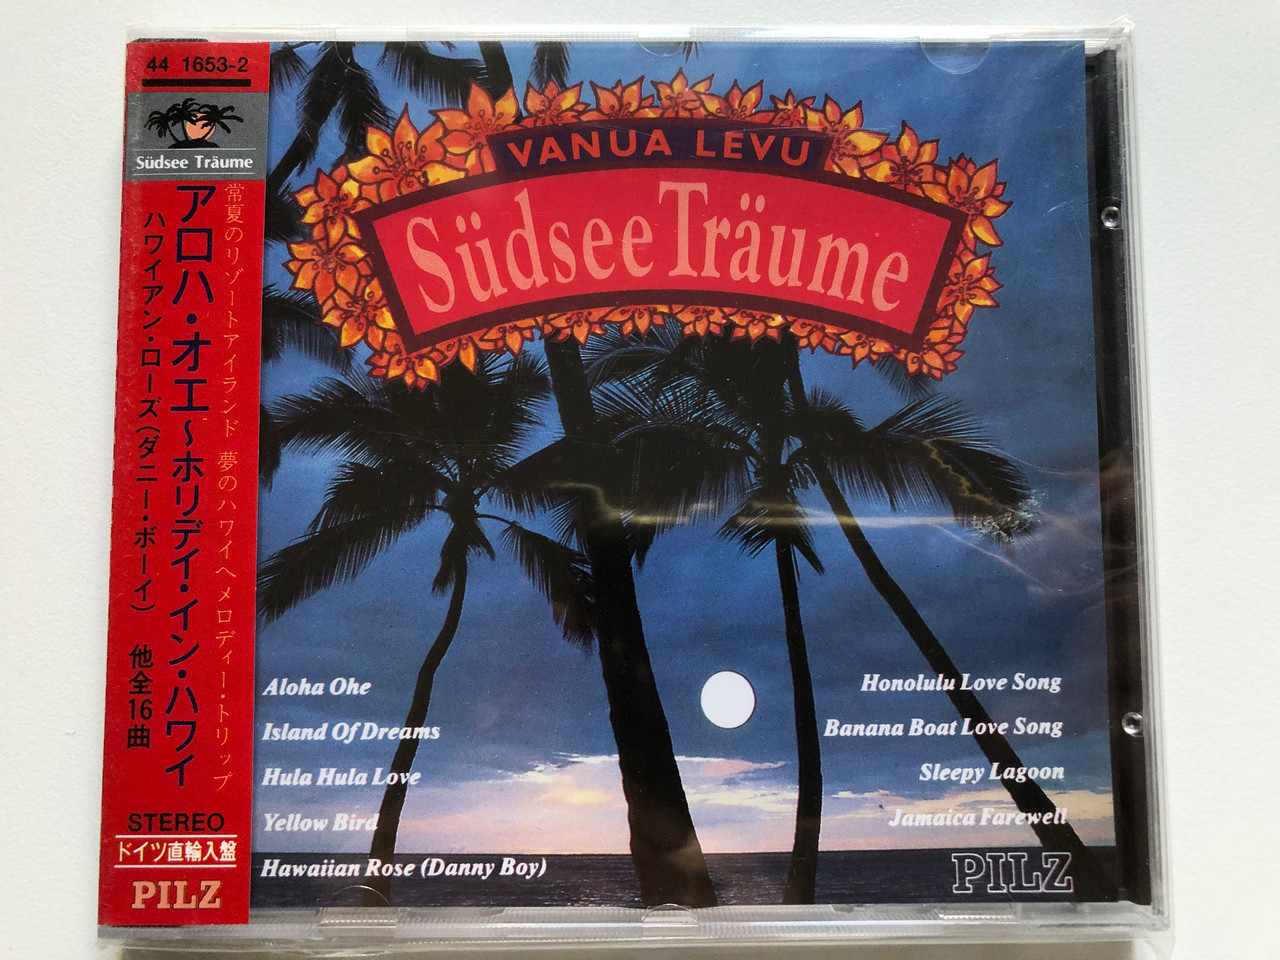 44 1653-2
Südsee Träume
常夏のリゾートアイランド 夢のハワイへメロディー・トリップ
アロハ・オエ〜ホリデイ・イン・ハワイ
ハワイアン・ローズ(ダニー・ボーイ) 他全16曲
STEREO
ドイツ直輸入盤
PILZ
VANUA LEVU
Südsee Träume
Aloha Ohe
Island Of Dreams
Hula Hula Love
Yellow Bird
Hawaiian Rose (Danny Boy)
Honolulu Love Song
Banana Boat Love Song
Sleepy Lagoon
Jamaica Farewell
PILZ